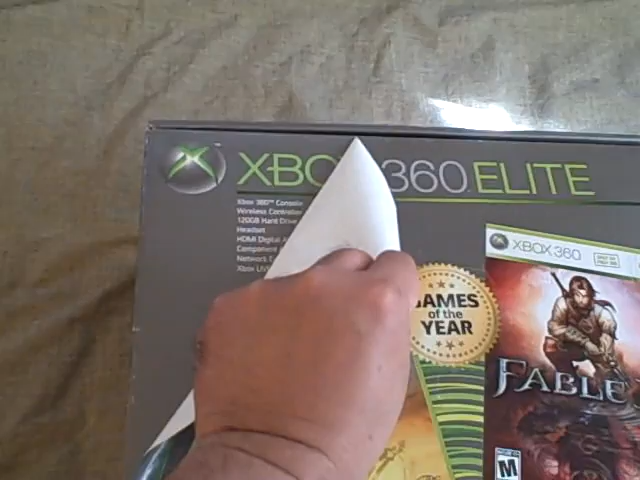 XBO 360 ELITE
Xbox 360™ Console
Wireless Controller
120GB Hard Drive
Headset
HDMI Digital
Component
Network
Xbox LIVE
XBOX 360
GAMES
of the
YEAR
FABLE
M